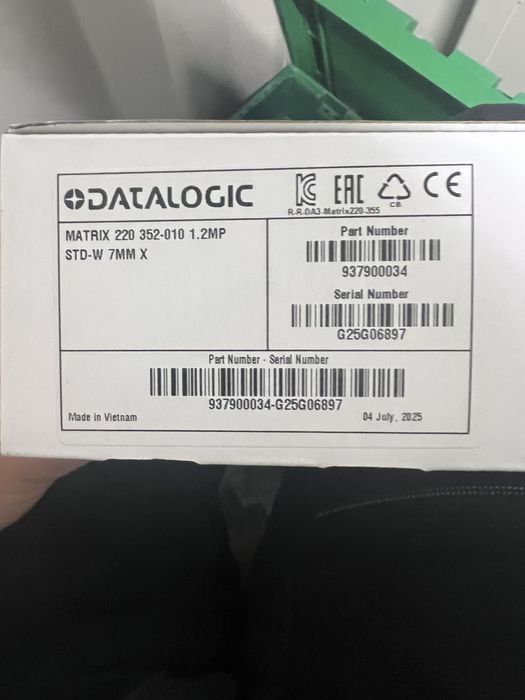 DATALOGIC
EAC
CB
CE
R-R-DA3-Matrix220-355
MATRIX 220 352-010 1.2MP
STD-W 7MM X
Part Number
937900034
Serial Number
G25G06897
Part Number - Serial Number
937900034-G25G06897
Made in Vietnam
04 July, 2025